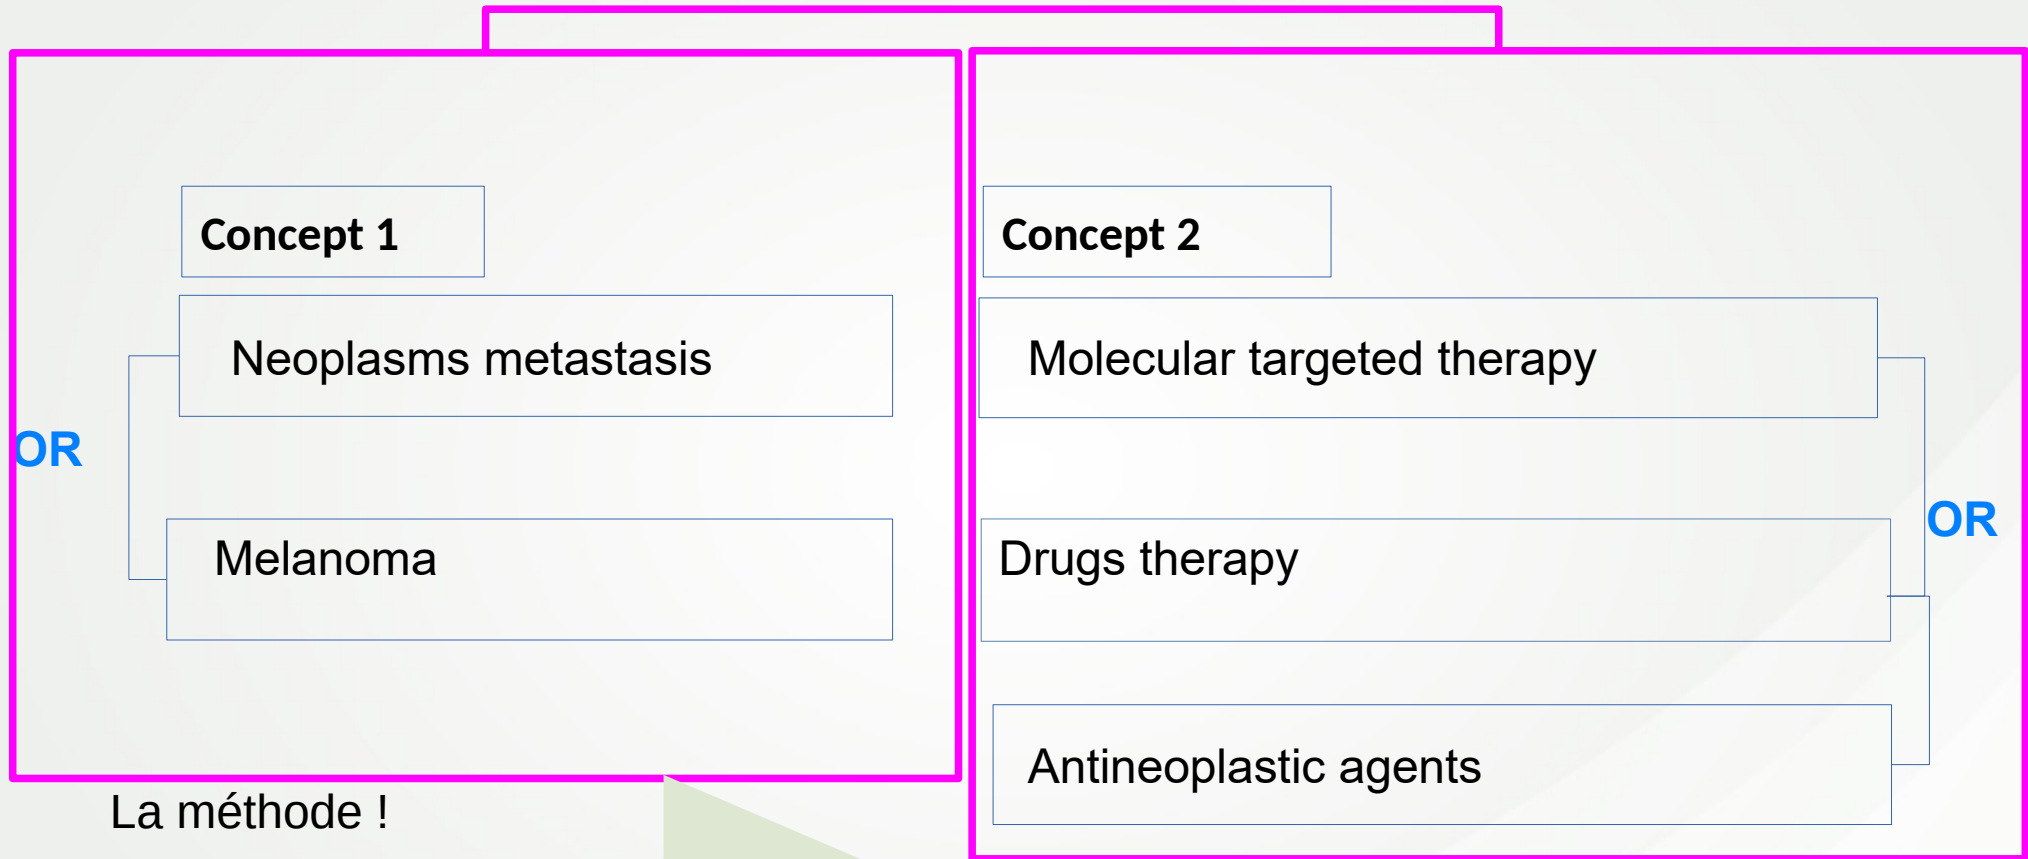 Concept 1
Neoplasms metastasis
OR
Melanoma
La méthode !
Concept 2
Molecular targeted therapy
OR
Drugs therapy
Antineoplastic agents